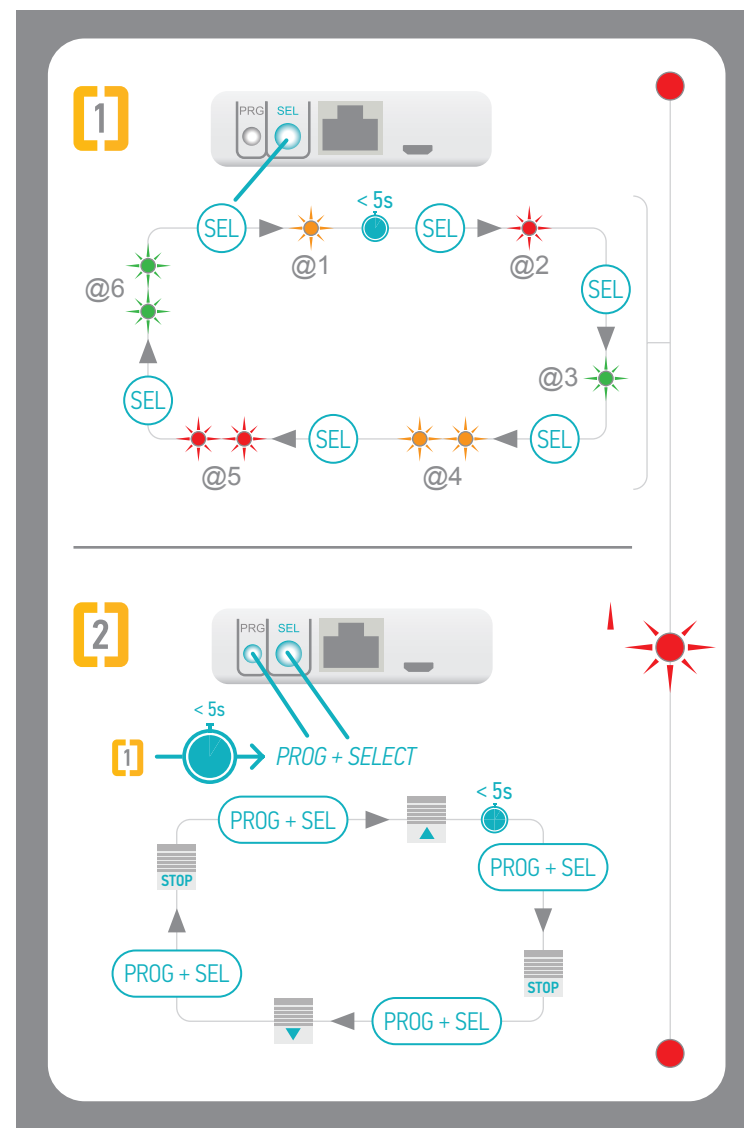 [1]
PRG SEL
< 5s
SEL
SEL
@1
@2
@6
SEL
@3
SEL
SEL
SEL
@5
@4
[2]
PRG SEL
< 5s
[1]
PROG + SELECT
< 5s
PROG + SEL
PROG + SEL
STOP
PROG + SEL
STOP
PROG + SEL